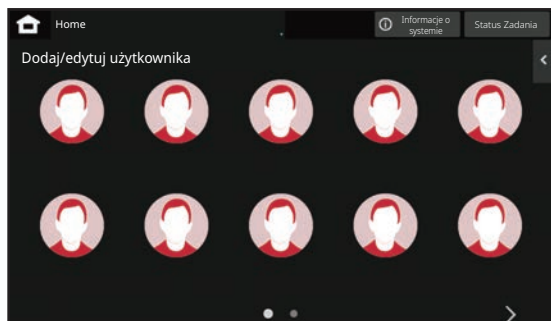 Home
Informacje o
systemie
Status Zadania
Dodaj/edytuj użytkownika